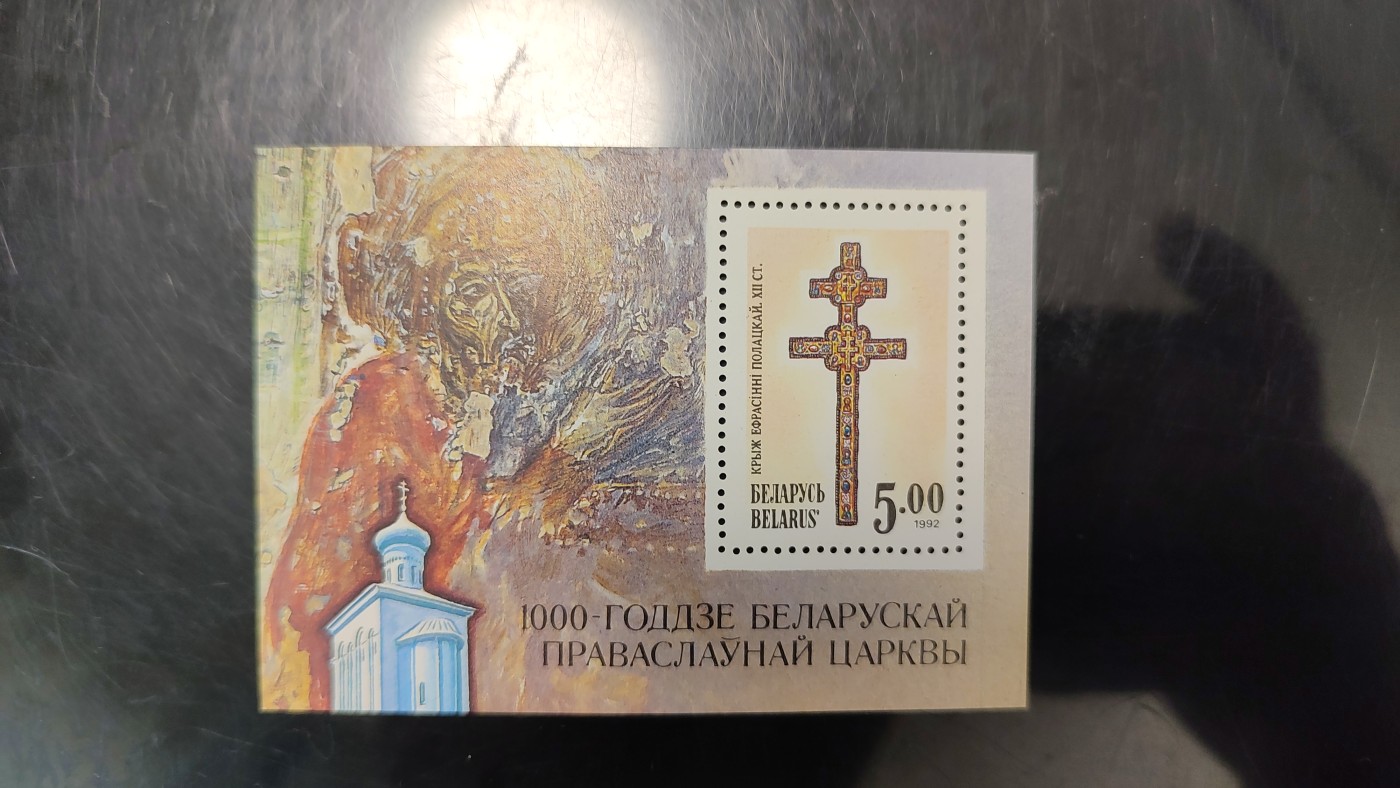 КРЫЖ ЕФРАСІННІ ПОЛАЦКАЙ. XII СТ.
БЕЛАРУСЬ
BELARUS'
5.00
1992
1000-ГОДДЗЕ БЕЛАРУСКАЙ
ПРАВАСЛАЎНАЙ ЦАРКВЫ